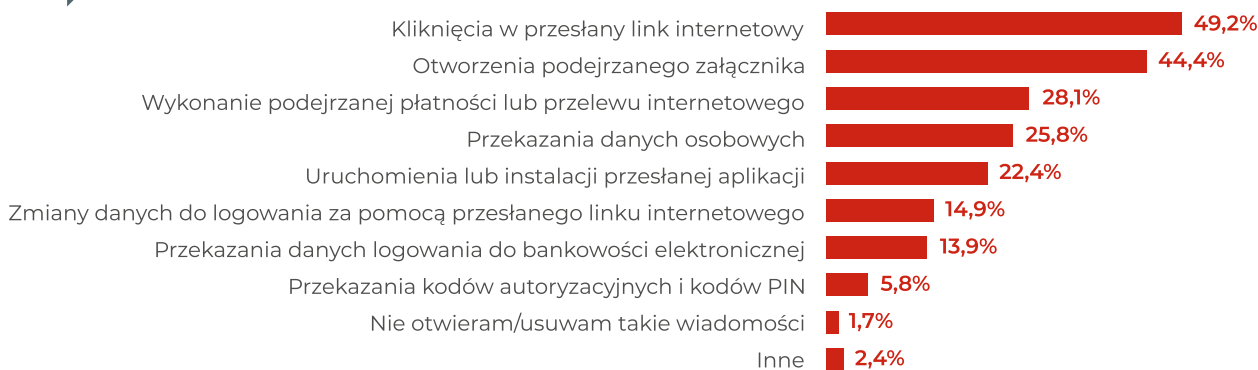 Kliknięcia w przesłany link internetowy 49,2%
Otworzenia podejrzanego załącznika 44,4%
Wykonanie podejrzanej płatności lub przelewu internetowego 28,1%
Przekazania danych osobowych 25,8%
Uruchomienia lub instalacji przesłanej aplikacji 22,4%
Zmiany danych do logowania za pomocą przesłanego linku internetowego 14,9%
Przekazania danych logowania do bankowości elektronicznej 13,9%
Przekazania kodów autoryzacyjnych i kodów PIN 5,8%
Nie otwieram/usuwam takie wiadomości 1,7%
Inne 2,4%